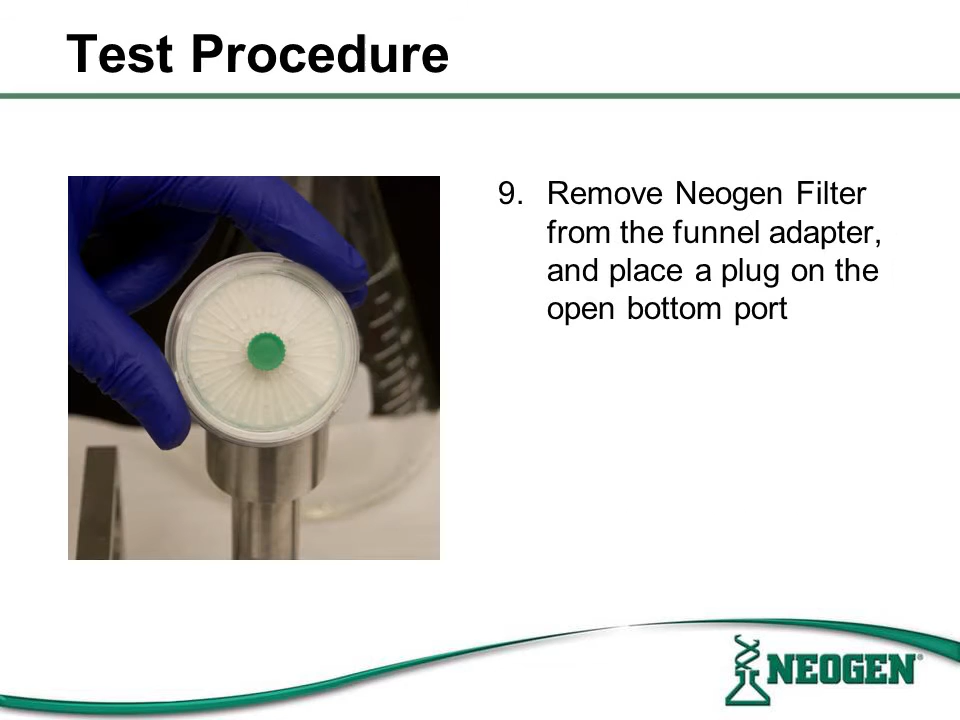 Test Procedure
9. Remove Neogen Filter
from the funnel adapter,
and place a plug on the
open bottom port
NEOGEN®